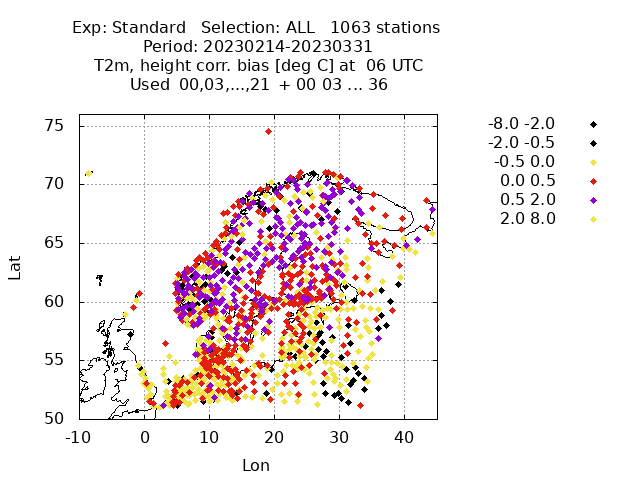 Exp: Standard   Selection: ALL   1063 stations
Period: 20230214-20230331
T2m, height corr. bias [deg C] at  06 UTC
Used  00,03,...,21  + 00 03 ... 36
-8.0 -2.0
-2.0 -0.5
-0.5 0.0
0.0 0.5
0.5 2.0
2.0 8.0
75
70
65
60
55
50
Lat
-10 0 10 20 30 40
Lon